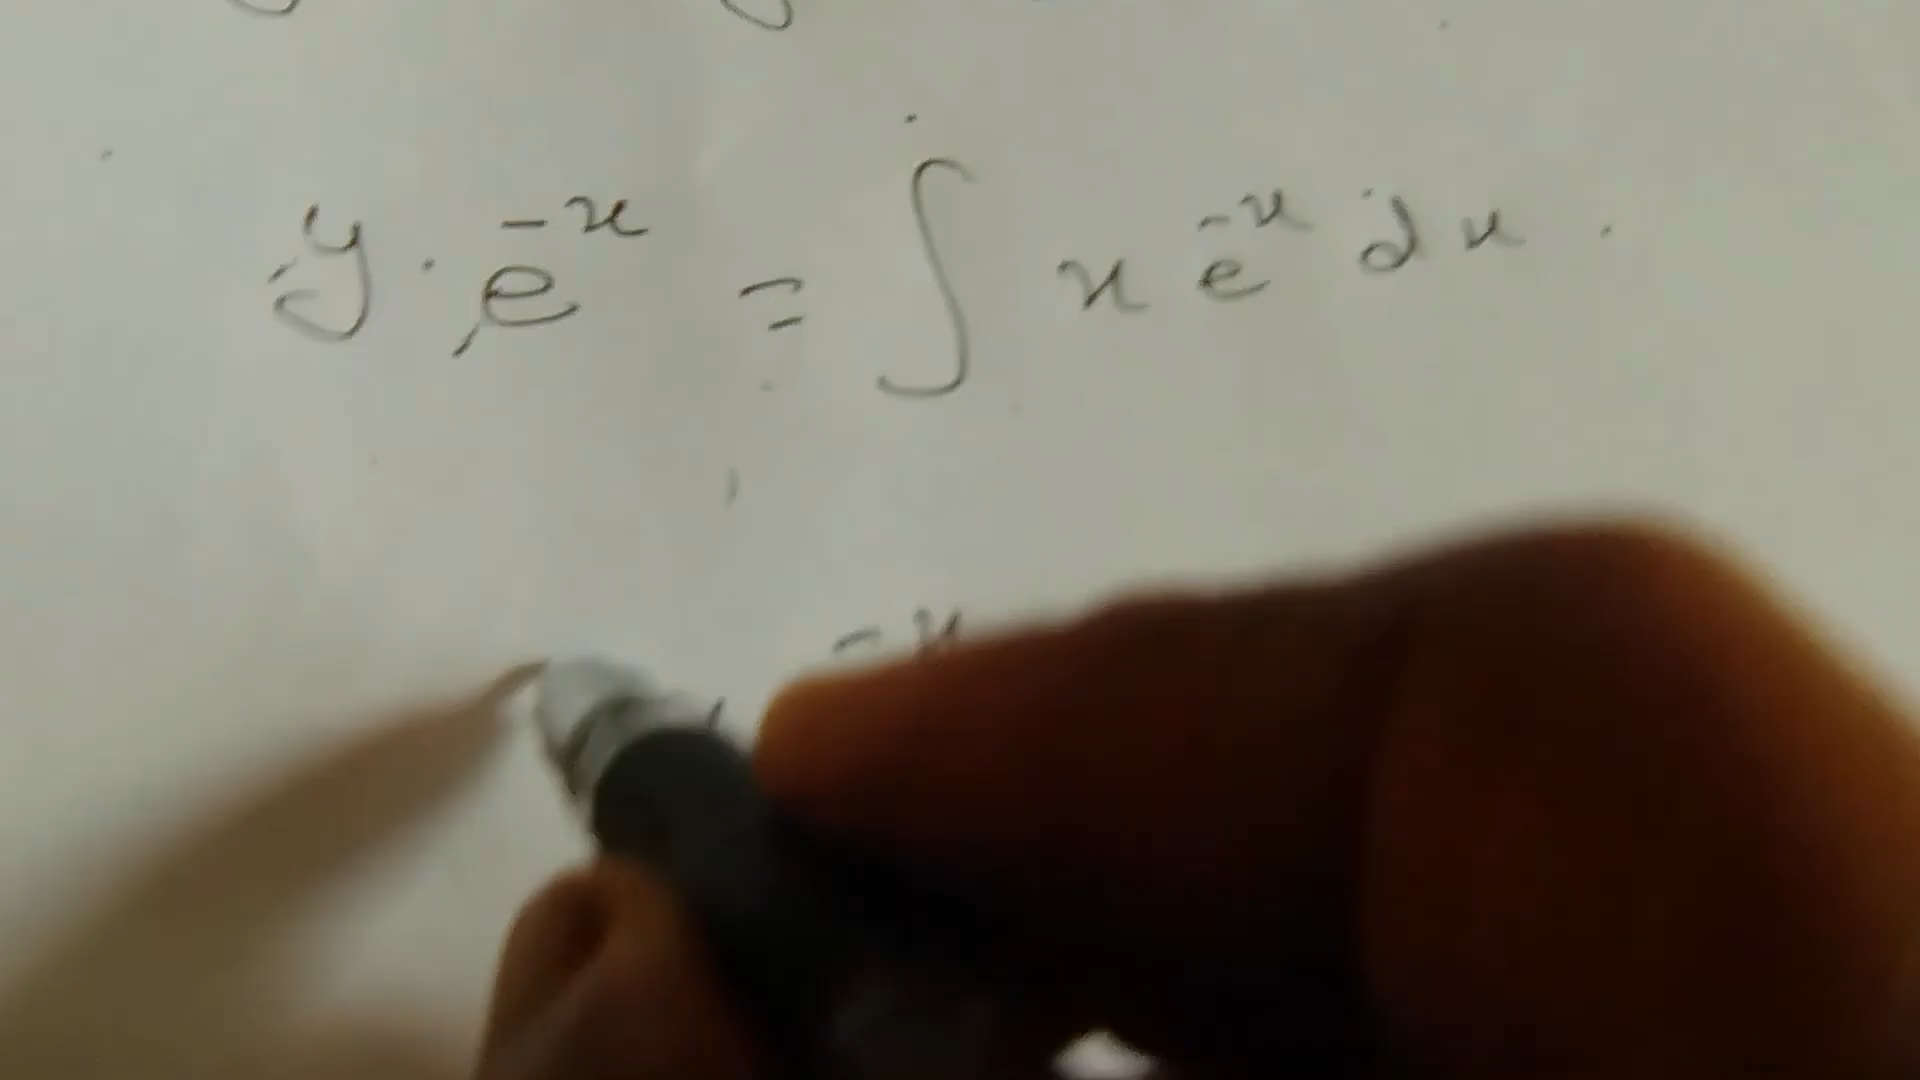 y · e^{-x} = ∫ x e^{-x} dx .
-x